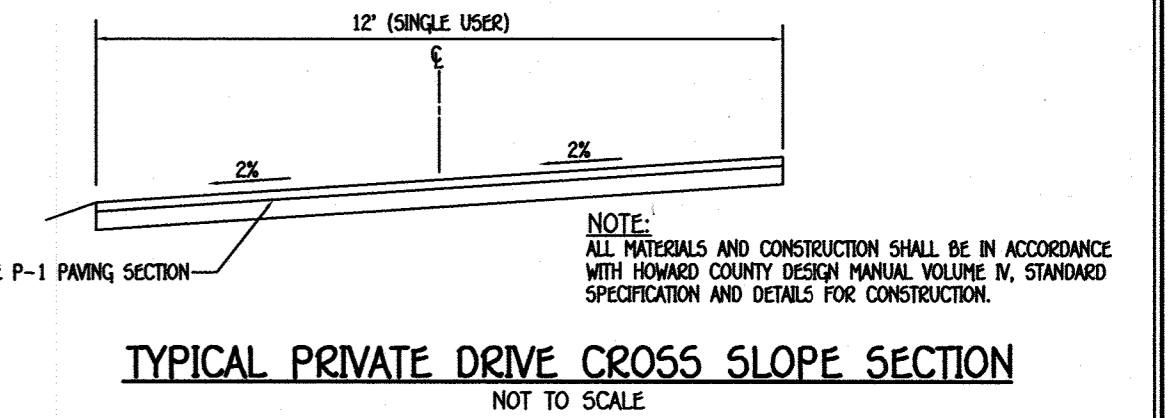 12' (SINGLE USER)
℄
2%
2%
P-1 PAVING SECTION
NOTE:
ALL MATERIALS AND CONSTRUCTION SHALL BE IN ACCORDANCE
WITH HOWARD COUNTY DESIGN MANUAL VOLUME IV, STANDARD
SPECIFICATION AND DETAILS FOR CONSTRUCTION.
TYPICAL PRIVATE DRIVE CROSS SLOPE SECTION
NOT TO SCALE